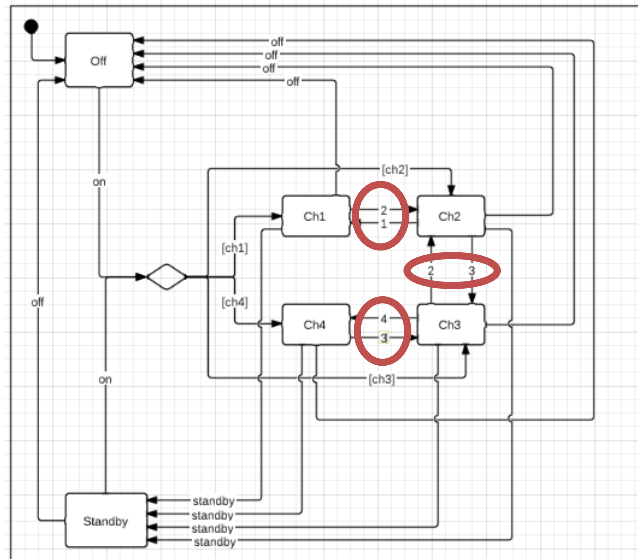 off
off
off
off
Off
on
[ch2]
Ch1
2
1
Ch2
[ch1]
2
3
off
[ch4]
Ch4
4
3
Ch3
on
[ch3]
standby
standby
standby
standby
Standby